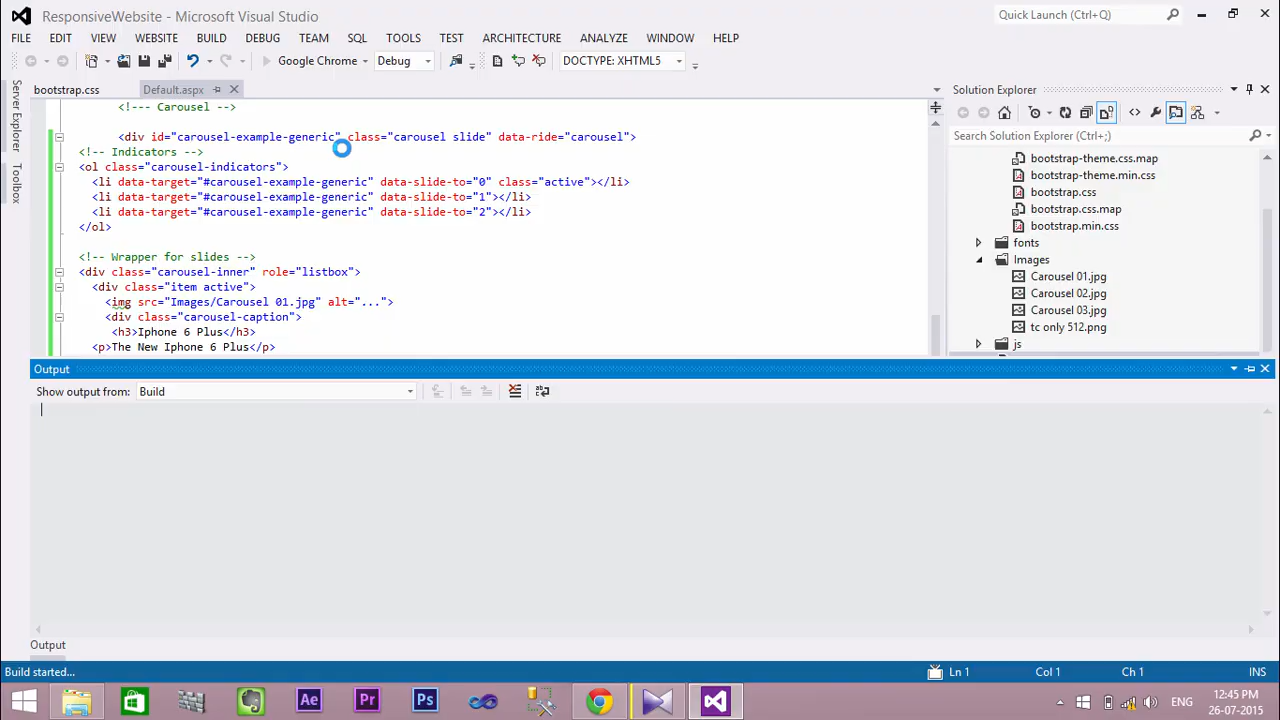 ResponsiveWebsite - Microsoft Visual Studio
Quick Launch (Ctrl+Q)
FILE EDIT VIEW WEBSITE BUILD DEBUG TEAM SQL TOOLS TEST ARCHITECTURE ANALYZE WINDOW HELP
Google Chrome Debug DOCTYPE: XHTML5
bootstrap.css Default.aspx
Server Explorer
Toolbox
<!--- Carousel -->
<div id="carousel-example-generic" class="carousel slide" data-ride="carousel">
<!-- Indicators -->
<ol class="carousel-indicators">
<li data-target="#carousel-example-generic" data-slide-to="0" class="active"></li>
<li data-target="#carousel-example-generic" data-slide-to="1"></li>
<li data-target="#carousel-example-generic" data-slide-to="2"></li>
</ol>
<!-- Wrapper for slides -->
<div class="carousel-inner" role="listbox">
<div class="item active">
<img src="Images/Carousel 01.jpg" alt="...">
<div class="carousel-caption">
<h3>Iphone 6 Plus</h3>
<p>The New Iphone 6 Plus</p>
Solution Explorer
Search Solution Explorer (Ctrl+;)
bootstrap-theme.css.map
bootstrap-theme.min.css
bootstrap.css
bootstrap.css.map
bootstrap.min.css
fonts
Images
Carousel 01.jpg
Carousel 02.jpg
Carousel 03.jpg
tc only 512.png
js
Output
Show output from: Build
Output
Build started... Ln 1 Col 1 Ch 1 INS
Ae Pr Ps
ENG
12:45 PM
26-07-2015